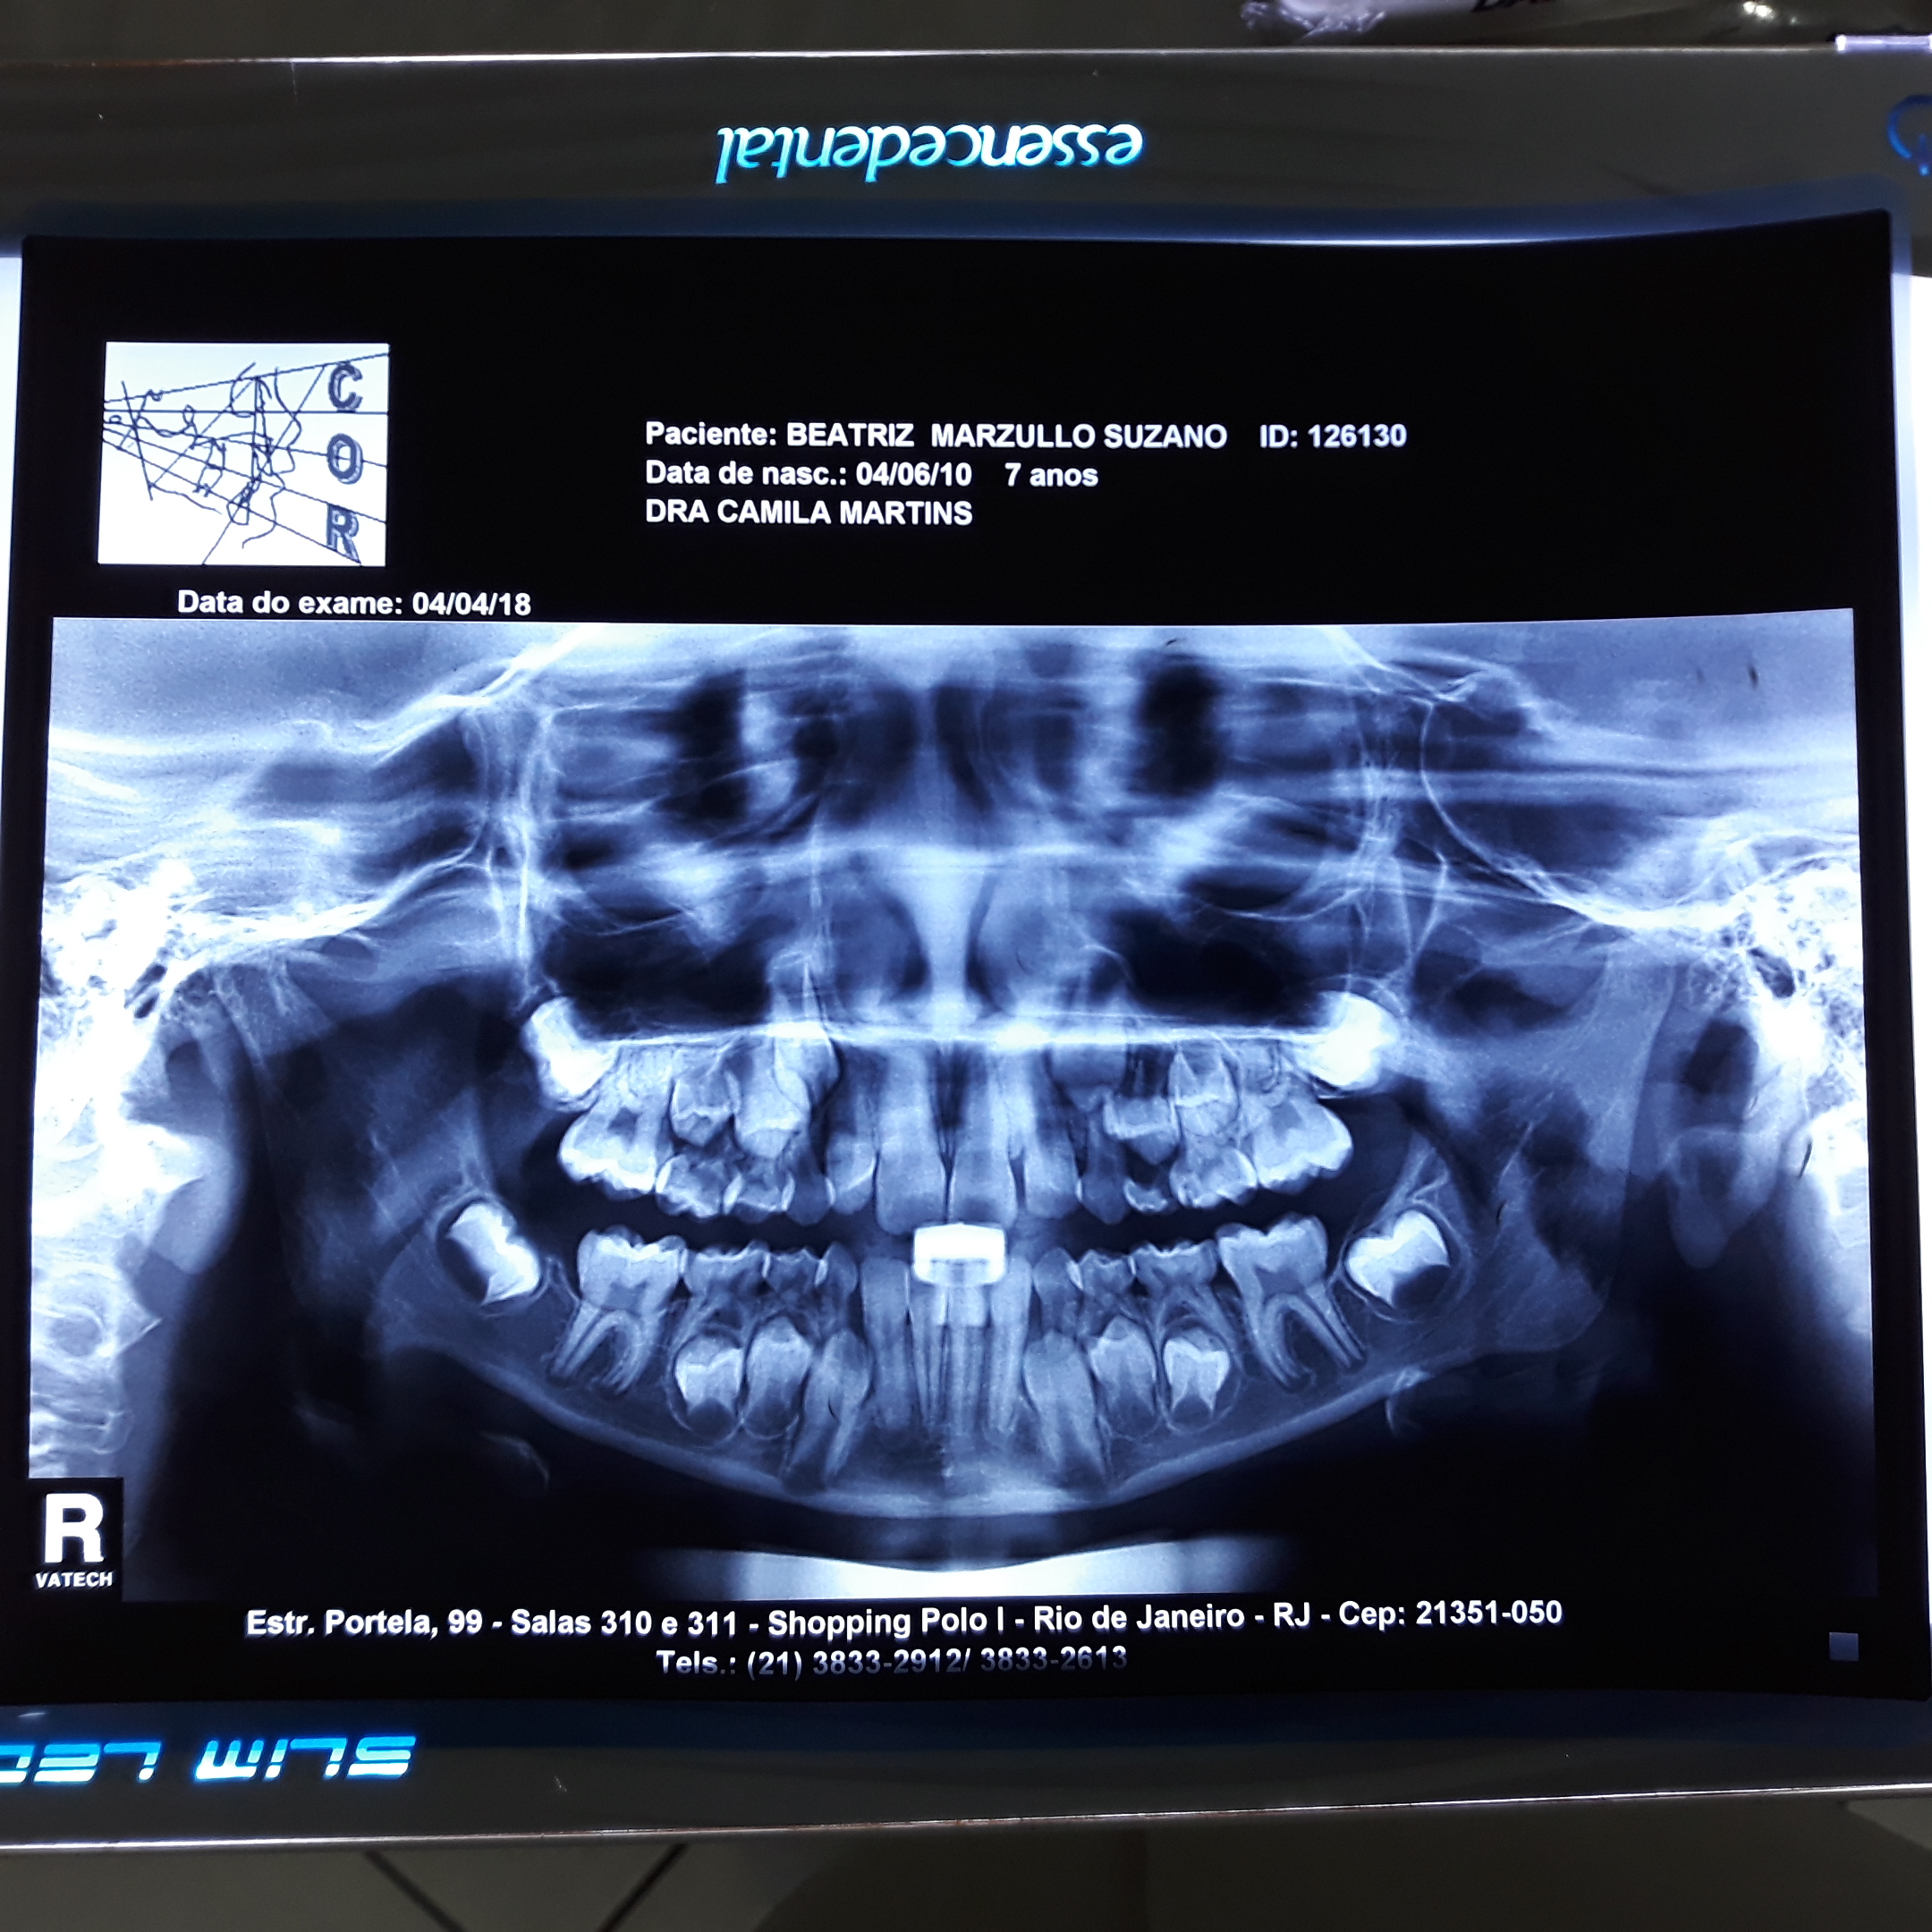 essencedental
COR
Paciente: BEATRIZ MARZULLO SUZANO ID: 126130
Data de nasc.: 04/06/10 7 anos
DRA CAMILA MARTINS
Data do exame: 04/04/18
R
VATECH
Estr. Portela, 99 - Salas 310 e 311 - Shopping Polo I - Rio de Janeiro - RJ - Cep: 21351-050
Tels.: (21) 3833-2912/ 3833-2613
SLIM LED